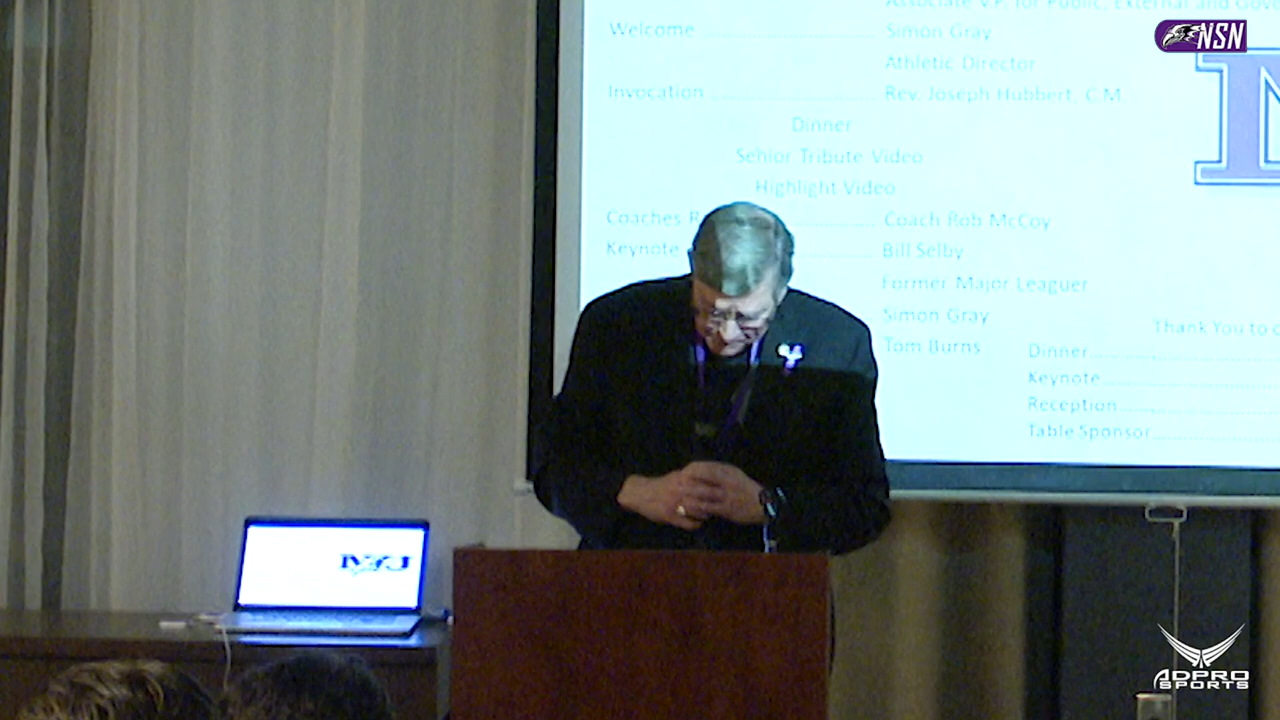 Associate V.P. for Public, External and Gove
Welcome ........................ Simon Gray
Athletic Director
Invocation ........................ Rev. Joseph Hubbert, C.M.
Dinner
Senior Tribute Video
Highlight Video
Coaches R ............ Coach Rob McCoy
Keynote ............ Bill Selby
Former Major Leaguer
Simon Gray
Tom Burns
Thank You to
Dinner........................
Keynote........................
Reception........................
Table Sponsor........................
NSN
ADPRO
SPORTS